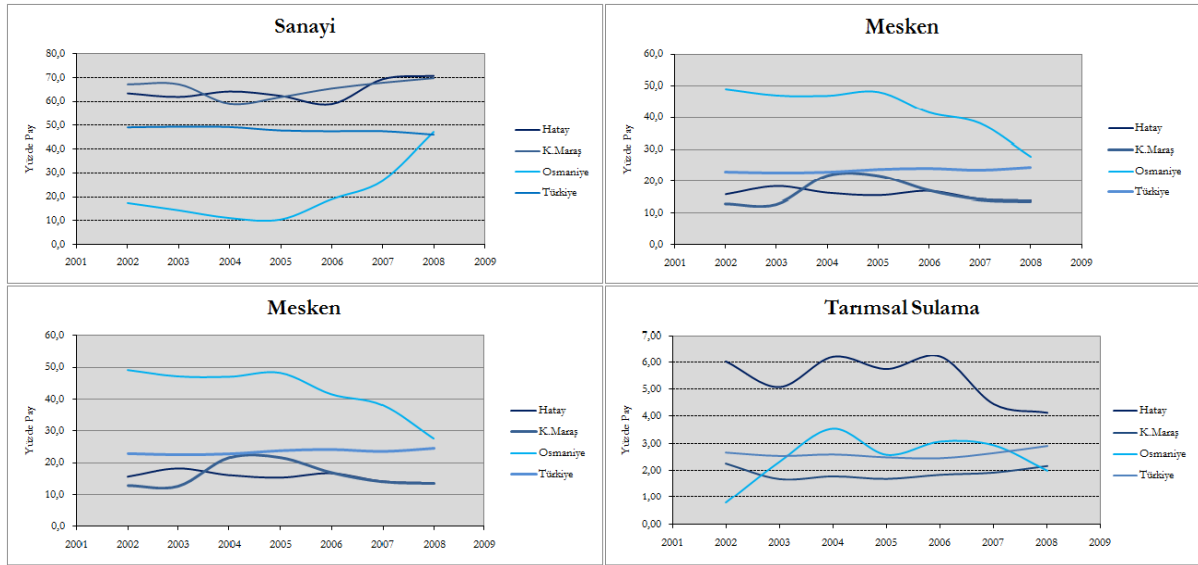 Sanayi
80,0
70,0
60,0
50,0
40,0
30,0
20,0
10,0
0,0
Yüzde Pay
2001 2002 2003 2004 2005 2006 2007 2008 2009
Hatay
K.Maraş
Osmaniye
Türkiye
Mesken
60,0
50,0
40,0
30,0
20,0
10,0
0,0
Yüzde Pay
2001 2002 2003 2004 2005 2006 2007 2008 2009
Hatay
K.Maraş
Osmaniye
Türkiye
Mesken
60,0
50,0
40,0
30,0
20,0
10,0
0,0
Yüzde Pay
2001 2002 2003 2004 2005 2006 2007 2008 2009
Hatay
K.Maraş
Osmaniye
Türkiye
Tarımsal Sulama
7,00
6,00
5,00
4,00
3,00
2,00
1,00
0,00
Yüzde Pay
2001 2002 2003 2004 2005 2006 2007 2008 2009
Hatay
K.Maraş
Osmaniye
Türkiye